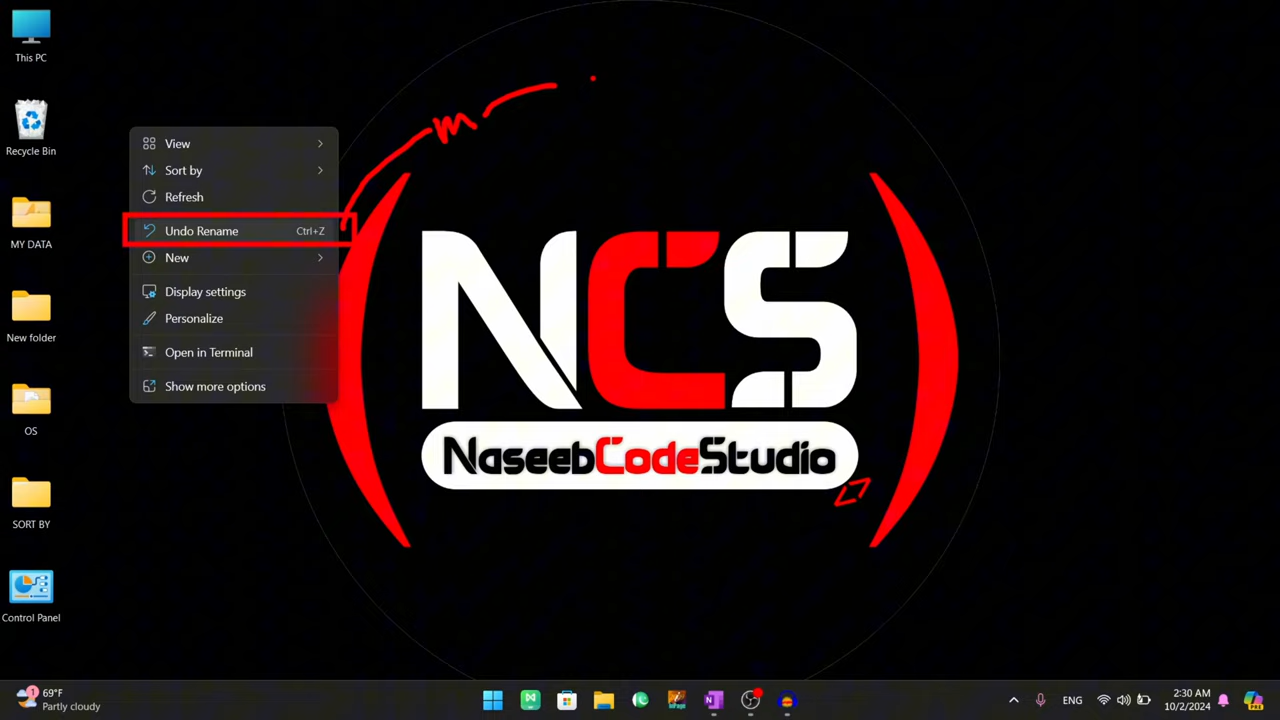 This PC
Recycle Bin
MY DATA
New folder
OS
SORT BY
Control Panel
View
Sort by
Refresh
Undo Rename Ctrl+Z
New
Display settings
Personalize
Open in Terminal
Show more options
m
NCS
NaseebCodeStudio
1
69°F
Partly cloudy
ENG
2:30 AM
10/2/2024
PRE